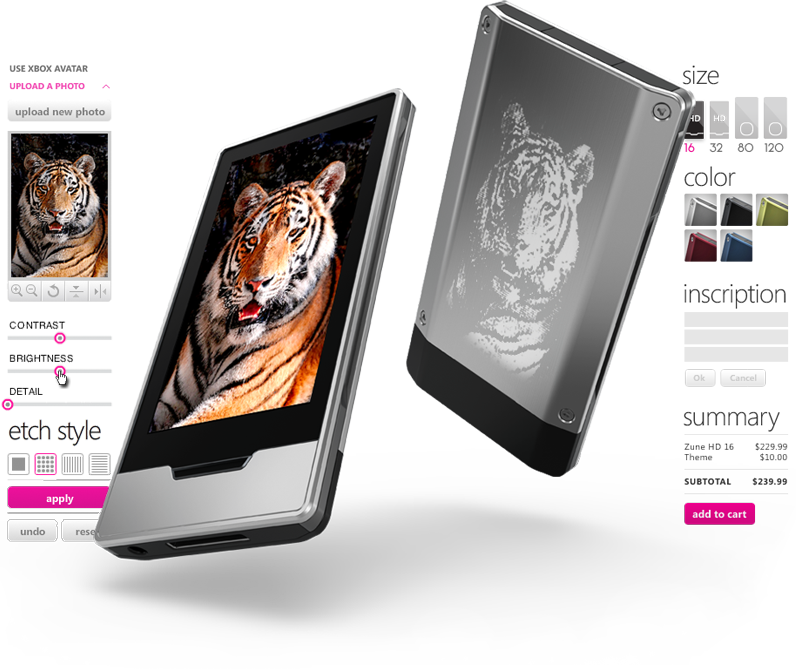 USE XBOX AVATAR
UPLOAD A PHOTO
upload new photo
CONTRAST
BRIGHTNESS
DETAIL
etch style
apply
undo
rese
size
HD
HD
16 32 80 120
color
inscription
Ok Cancel
summary
Zune HD 16 $229.99
Theme $10.00
SUBTOTAL $239.99
add to cart